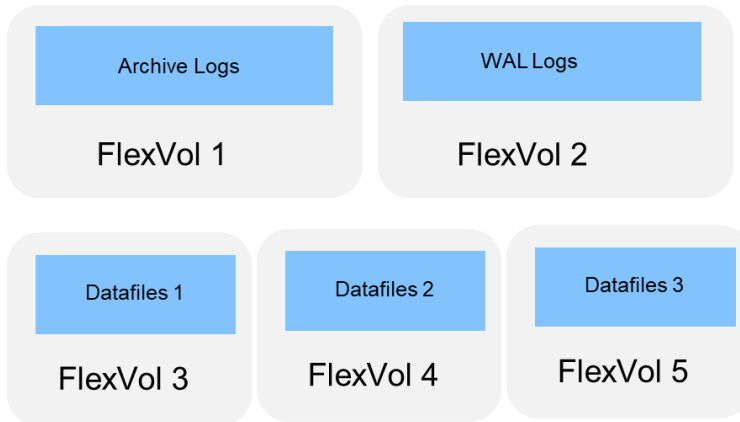 Archive Logs
FlexVol 1
WAL Logs
FlexVol 2
Datafiles 1
FlexVol 3
Datafiles 2
FlexVol 4
Datafiles 3
FlexVol 5